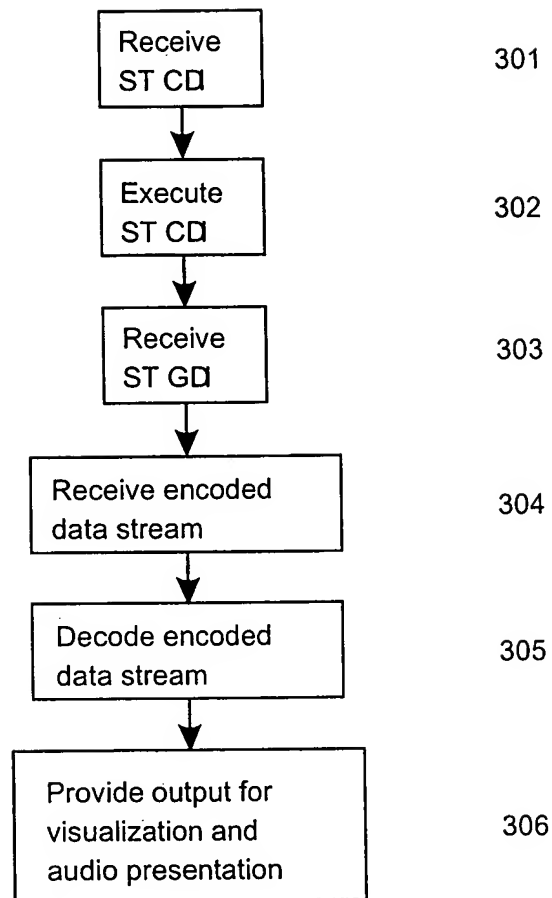 Receive
ST CDI
301
Execute
ST CDI
302
Receive
ST GDI
303
Receive encoded
data stream
304
Decode encoded
data stream
305
Provide output for
visualization and
audio presentation
306